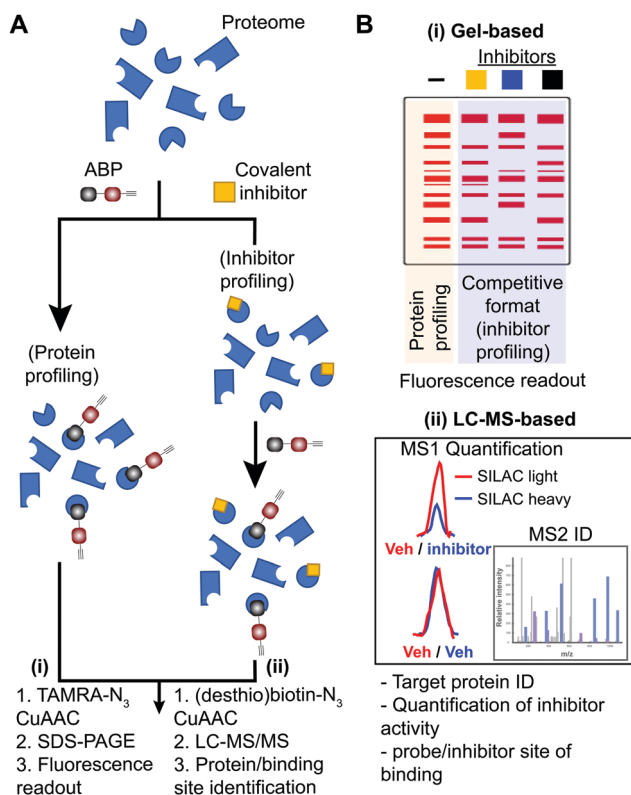 A
Proteome
ABP
Covalent
inhibitor
(Inhibitor
profiling)
(Protein
profiling)
(i)
(ii)
1. TAMRA-N3
CuAAC
2. SDS-PAGE
3. Fluorescence
readout
1. (desthio)biotin-N3
CuAAC
2. LC-MS/MS
3. Protein/binding
site identification
B
(i) Gel-based
Inhibitors
Protein
profiling
Competitive
format
(inhibitor
profiling)
Fluorescence readout
(ii) LC-MS-based
MS1 Quantification
SILAC light
SILAC heavy
Veh / inhibitor
Veh / Veh
MS2 ID
Relative intensity
m/z
- Target protein ID
- Quantification of inhibitor
activity
- probe/inhibitor site of
binding